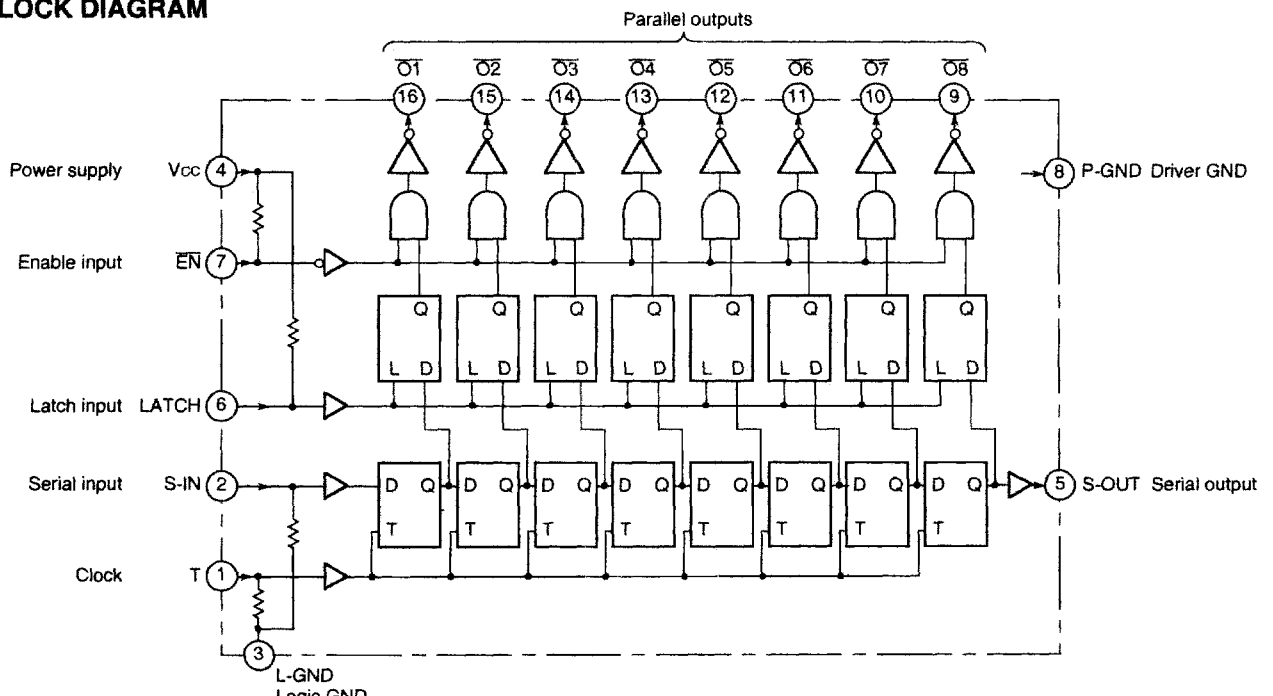 LOCK DIAGRAM
Parallel outputs
O1 O2 O3 O4 O5 O6 O7 O8
16 15 14 13 12 11 10 9
Power supply VCC 4
8 P-GND Driver GND
Enable input EN 7
Q Q Q Q Q Q Q Q
L D L D L D L D L D L D L D L D
Latch input LATCH 6
Serial input S-IN 2
D Q D Q D Q D Q D Q D Q D Q D Q
5 S-OUT Serial output
T T T T T T T T
Clock T 1
3
L-GND
Logic GND